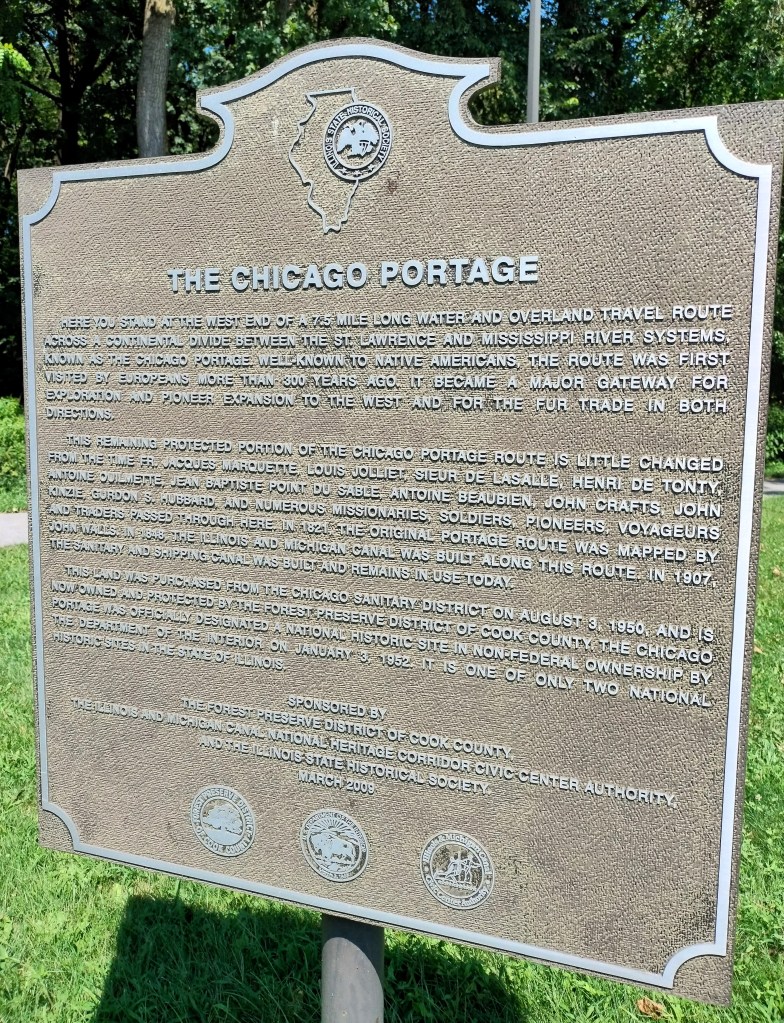 ILLINOIS STATE HISTORICAL SOCIETY
THE CHICAGO PORTAGE
HERE YOU STAND AT THE WEST END OF A 7.5 MILE LONG WATER AND OVERLAND TRAVEL ROUTE
ACROSS A CONTINENTAL DIVIDE BETWEEN THE ST. LAWRENCE AND MISSISSIPPI RIVER SYSTEMS,
KNOWN AS THE CHICAGO PORTAGE. WELL-KNOWN TO NATIVE AMERICANS, THE ROUTE WAS FIRST
VISITED BY EUROPEANS MORE THAN 300 YEARS AGO. IT BECAME A MAJOR GATEWAY FOR
EXPLORATION AND PIONEER EXPANSION TO THE WEST AND FOR THE FUR TRADE IN BOTH
DIRECTIONS.
THIS REMAINING PROTECTED PORTION OF THE CHICAGO PORTAGE ROUTE IS LITTLE CHANGED
FROM THE TIME FR. JACQUES MARQUETTE, LOUIS JOLLIET, SIEUR DE LASALLE, HENRI DE TONTY,
ANTOINE OUILMETTE, JEAN BAPTISTE POINT DU SABLE, ANTOINE BEAUBIEN, JOHN CRAFTS, JOHN
KINZIE, GURDON S. HUBBARD, AND NUMEROUS MISSIONARIES, SOLDIERS, PIONEERS, VOYAGEURS
AND TRADERS PASSED THROUGH HERE. IN 1821, THE ORIGINAL PORTAGE ROUTE WAS MAPPED BY
JOHN WALLS. IN 1848, THE ILLINOIS AND MICHIGAN CANAL WAS BUILT ALONG THIS ROUTE. IN 1907,
THE SANITARY AND SHIPPING CANAL WAS BUILT AND REMAINS IN USE TODAY.
THIS LAND WAS PURCHASED FROM THE CHICAGO SANITARY DISTRICT ON AUGUST 3, 1950, AND IS
NOW OWNED AND PROTECTED BY THE FOREST PRESERVE DISTRICT OF COOK COUNTY. THE CHICAGO
PORTAGE WAS OFFICIALLY DESIGNATED A NATIONAL HISTORIC SITE IN NON-FEDERAL OWNERSHIP BY
THE DEPARTMENT OF THE INTERIOR ON JANUARY 3, 1952. IT IS ONE OF ONLY TWO NATIONAL
HISTORIC SITES IN THE STATE OF ILLINOIS.
SPONSORED BY
THE FOREST PRESERVE DISTRICT OF COOK COUNTY,
THE ILLINOIS AND MICHIGAN CANAL NATIONAL HERITAGE CORRIDOR CIVIC CENTER AUTHORITY,
AND THE ILLINOIS STATE HISTORICAL SOCIETY.
MARCH 2008
FOREST PRESERVE DISTRICT
OF COOK COUNTY